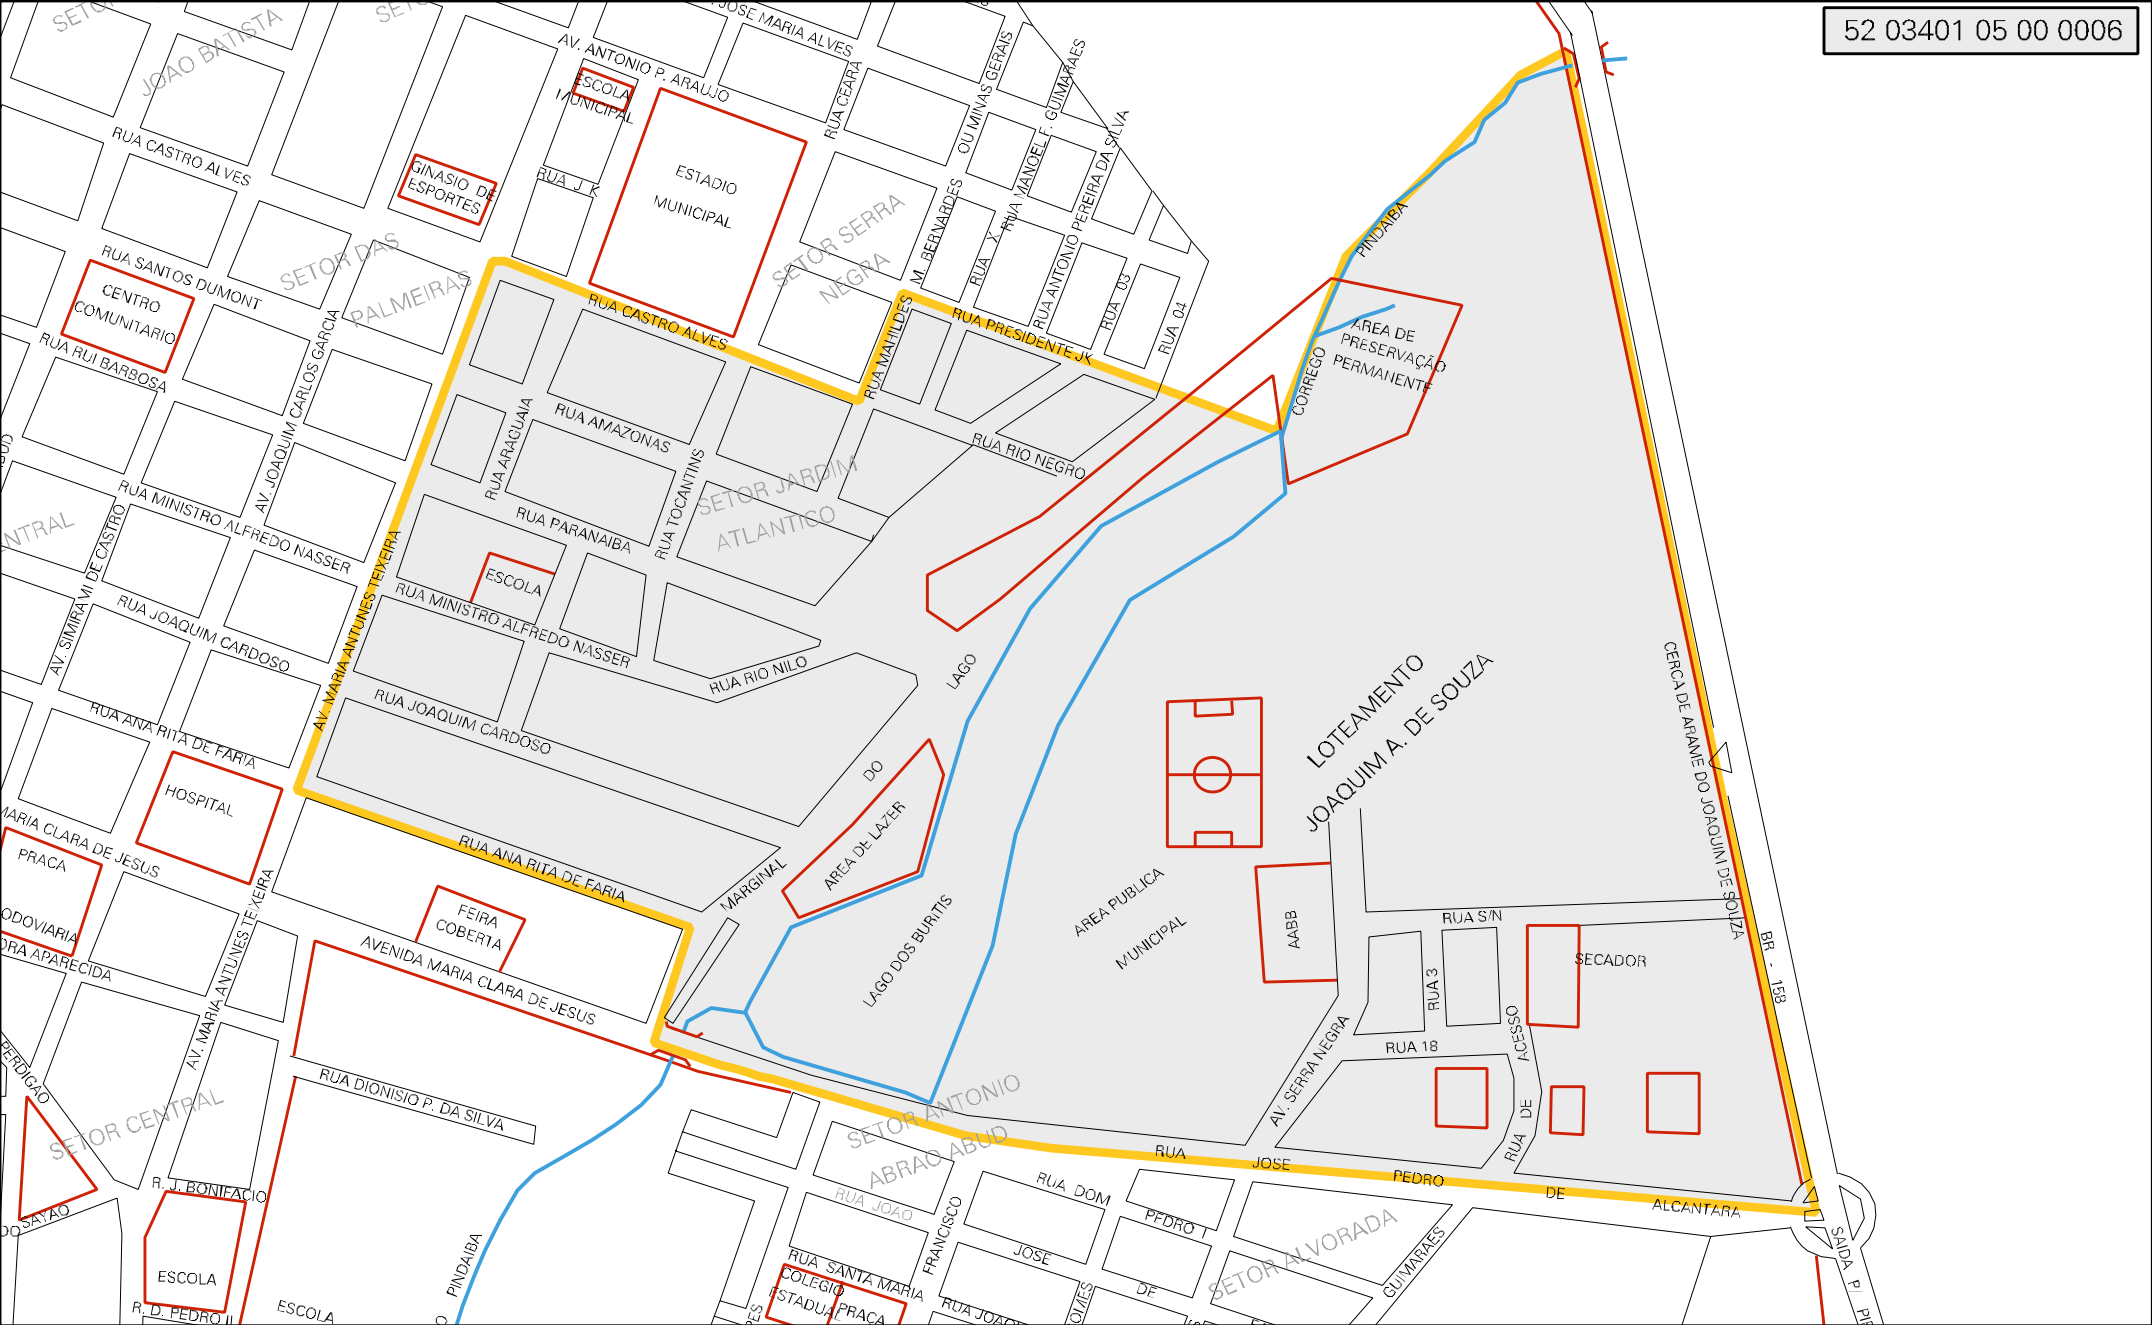 52 03401 05 00 0006
JOSE MARIA ALVES
JOAO BATISTA
AV. ANTONIO P. ARAUJO
ESCOLA
MUNICIPAL
RUA CEARA
OU MINAS GERAIS
RUA MANOEL F. GUIMARAES
RUA CASTRO ALVES
GINASIO DE
ESPORTES
RUA J K
ESTADIO
MUNICIPAL
SETOR SERRA
NEGRA
M. BERNARDES
RUA X
RUA ANTONIO PEREIRA DA SILVA
RUA 03
RUA 04
PINDAIBA
SETOR DAS
PALMEIRAS
RUA SANTOS DUMONT
CENTRO
COMUNITARIO
RUA RUI BARBOSA
AV. JOAQUIM CARLOS GARCIA
RUA CASTRO ALVES
RUA MAHILDES
RUA PRESIDENTE JK
AREA DE
PRESERVAÇÃO
PERMANENTE
CORREGO
RUA ARAGUAIA
RUA AMAZONAS
RUA TOCANTINS
RUA RIO NEGRO
SETOR JARDIM
ATLANTICO
RUA MINISTRO ALFREDO NASSER
RUA PARANAIBA
ESCOLA
AV. SIMIRAMI DE CASTRO
AV. MARIA ANTUNES TEIXEIRA
RUA MINISTRO ALFREDO NASSER
RUA JOAQUIM CARDOSO
RUA RIO NILO
RUA JOAQUIM CARDOSO
RUA ANA RITA DE FARIA
LAGO
DO
MARGINAL
LOTEAMENTO
JOAQUIM A. DE SOUZA
CERCA DE ARAME DO JOAQUIM DE SOUZA
HOSPITAL
MARIA CLARA DE JESUS
PRACA
ODOVIARIA
ORA APARECIDA
RUA ANA RITA DE FARIA
AREA DE LAZER
FEIRA
COBERTA
AVENIDA MARIA CLARA DE JESUS
AV. MARIA ANTUNES TEIXEIRA
LAGO DOS BURITIS
AREA PUBLICA
MUNICIPAL
AABB
RUA S/N
RUA 3
SECADOR
BR - 158
RUA 18
AV. SERRA NEGRA
RUA DE ACESSO
PERDIGAO
SETOR CENTRAL
RUA DIONISIO P. DA SILVA
SETOR ANTONIO
ABRAO ABUD
RUA JOSE PEDRO DE ALCANTARA
R. J. BONIFACIO
SAYAO
ESCOLA
R. D. PEDRO II
ESCOLA
PINDAIBA
RUA JOAO
FRANCISCO
RUA DOM
PEDRO I
JOSE
DE
RUA SANTA MARIA
COLEGIO
ESTADUAL
PRACA
SETOR ALVORADA
GUIMARAES
SAIDA P/